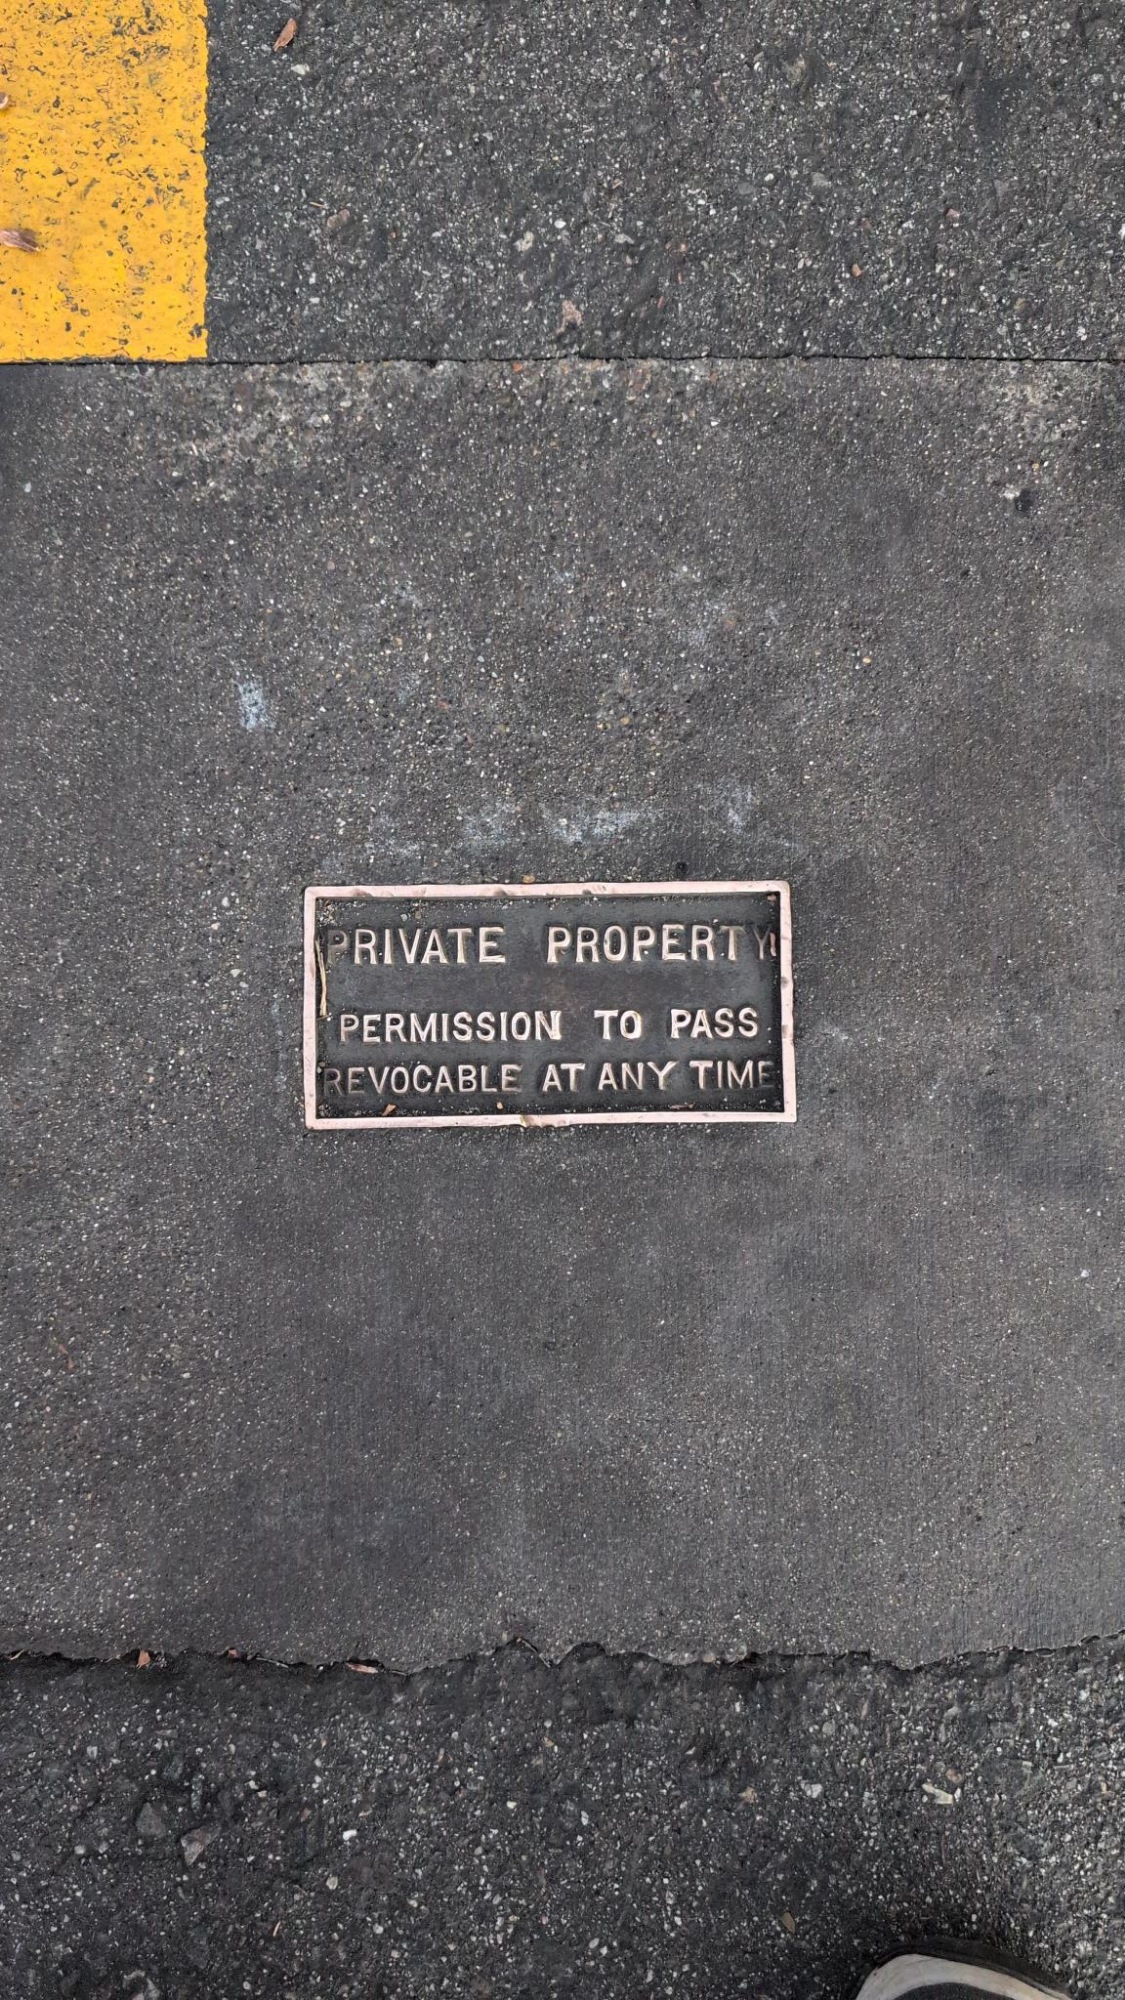 PRIVATE PROPERTY
PERMISSION TO PASS
REVOCABLE AT ANY TIME